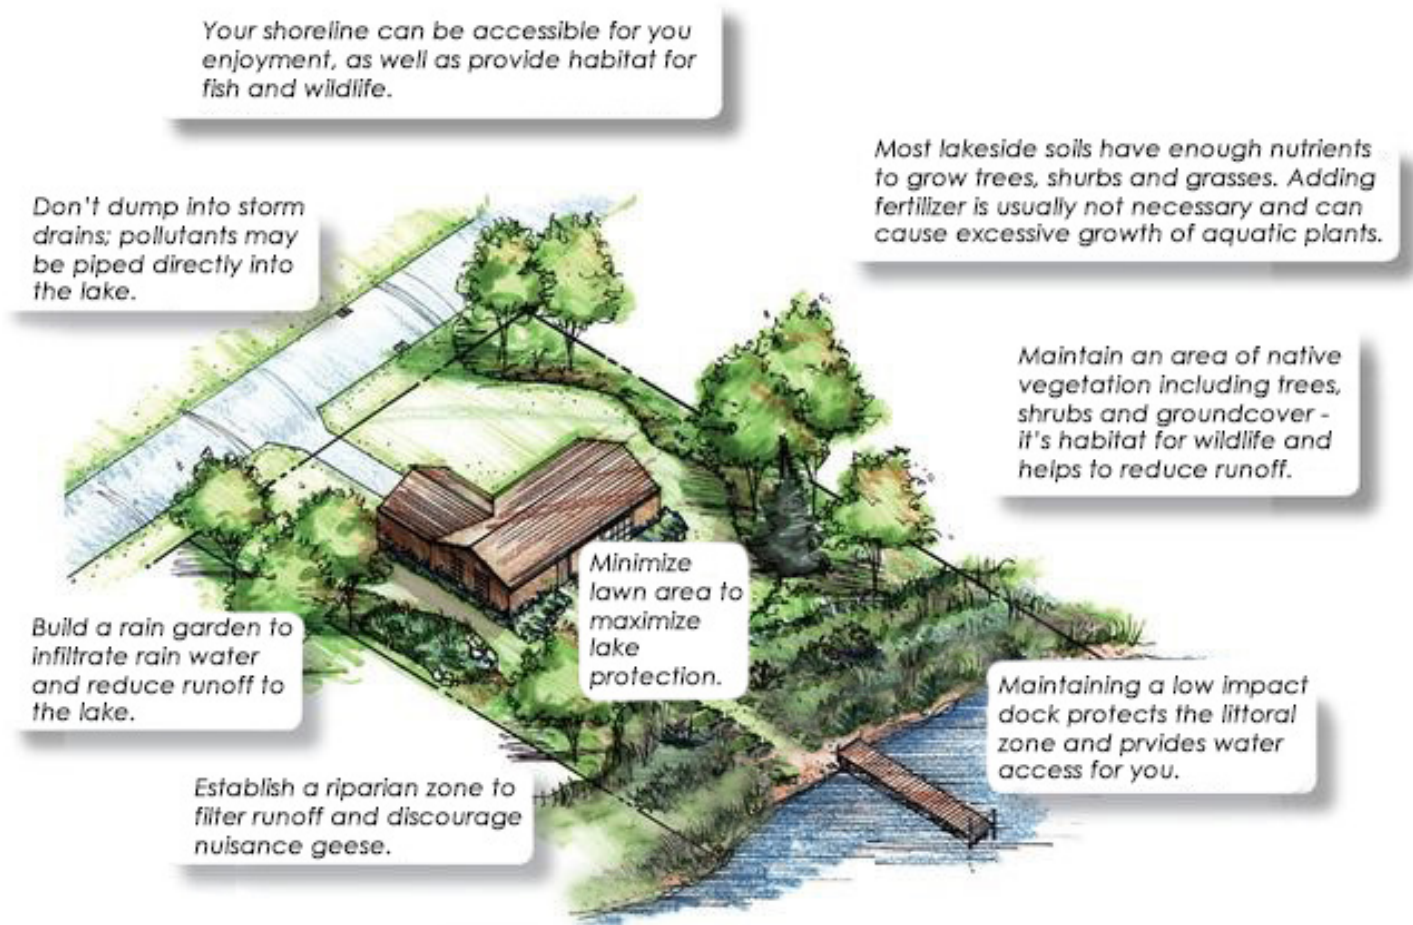 Your shoreline can be accessible for you
enjoyment, as well as provide habitat for
fish and wildlife.
Most lakeside soils have enough nutrients
to grow trees, shurbs and grasses. Adding
fertilizer is usually not necessary and can
cause excessive growth of aquatic plants.
Don't dump into storm
drains; pollutants may
be piped directly into
the lake.
Maintain an area of native
vegetation including trees,
shrubs and groundcover -
it's habitat for wildlife and
helps to reduce runoff.
Minimize
lawn area to
maximize
lake
protection.
Build a rain garden to
infiltrate rain water
and reduce runoff to
the lake.
Maintaining a low impact
dock protects the littoral
zone and prvides water
access for you.
Establish a riparian zone to
filter runoff and discourage
nuisance geese.